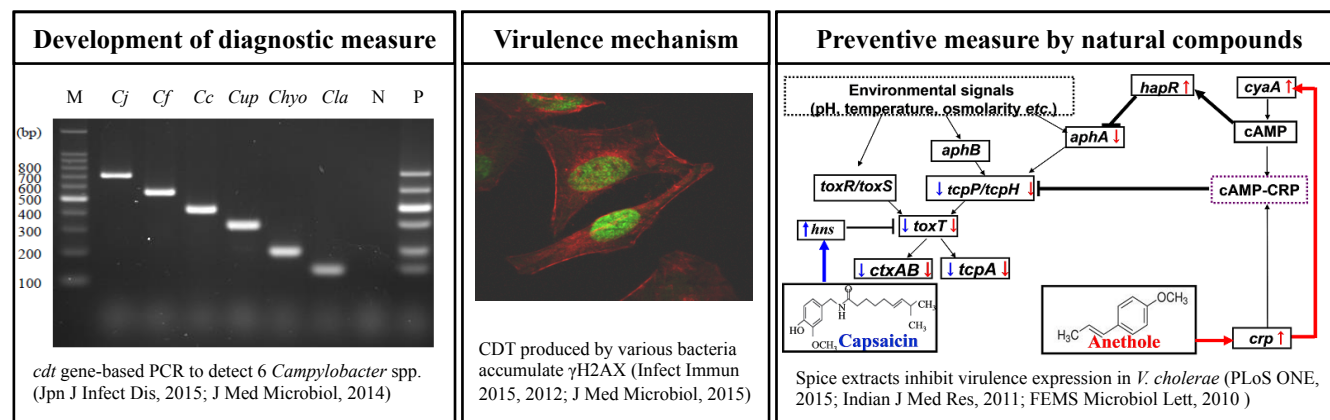 Development of diagnostic measure
M Cj Cf Cc Cup Chyo Cla N P
(bp)
800
700
600
500
400
300
200
100
cdt gene-based PCR to detect 6 Campylobacter spp.
(Jpn J Infect Dis, 2015; J Med Microbiol, 2014)
Virulence mechanism
CDT produced by various bacteria
accumulate γH2AX (Infect Immun
2015, 2012; J Med Microbiol, 2015)
Preventive measure by natural compounds
Environmental signals
(pH, temperature, osmolarity etc.)
hapR ↑
cyaA ↑
aphA ↓
cAMP
aphB
toxR/toxS
↓ tcpP/tcpH ↓
cAMP-CRP
↑ hns
↓ toxT ↓
↓ ctxAB ↓
↓ tcpA ↓
O
N
H
CH₃
CH₃
HO
OCH₃
Capsaicin
OCH₃
H₃C
Anethole
crp ↑
Spice extracts inhibit virulence expression in V. cholerae (PLoS ONE,
2015; Indian J Med Res, 2011; FEMS Microbiol Lett, 2010 )